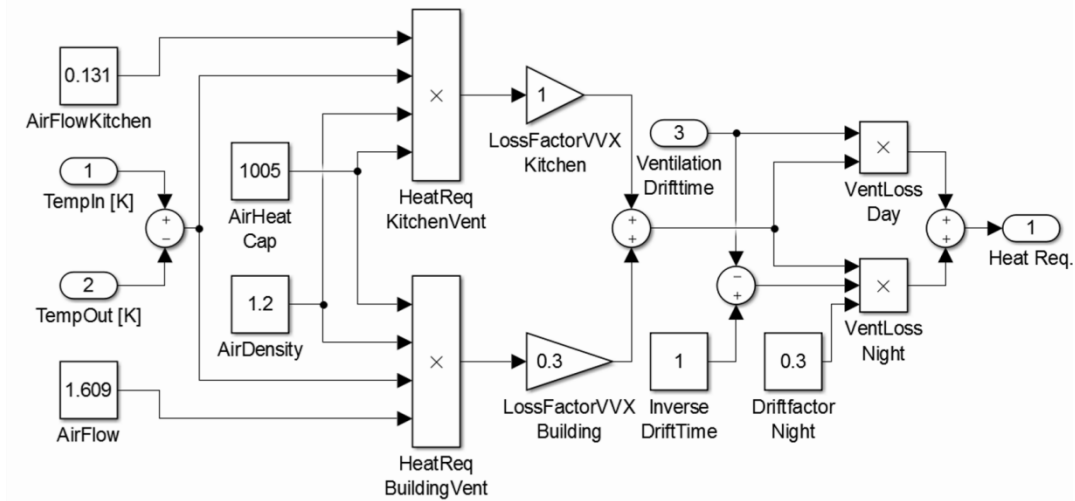 0.131
AirFlowKitchen
1
TempIn [K]
+
−
2
TempOut [K]
1.609
AirFlow
1005
AirHeat
Cap
1.2
AirDensity
×
HeatReq
KitchenVent
×
HeatReq
BuildingVent
1
LossFactorVVX
Kitchen
0.3
LossFactorVVX
Building
+
+
3
Ventilation
Drifttime
−
+
1
Inverse
DriftTime
0.3
Driftfactor
Night
×
VentLoss
Day
×
VentLoss
Night
+
+
1
Heat Req.